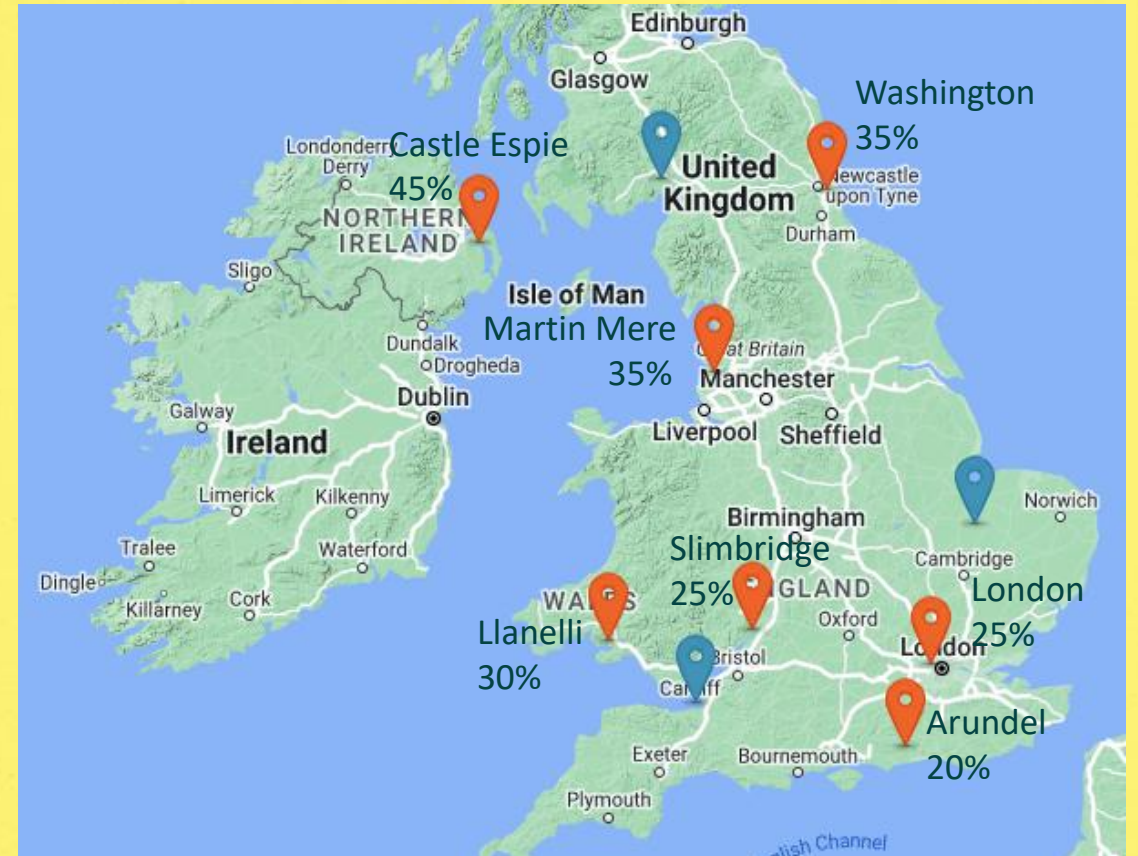 Edinburgh
Glasgow
Washington
35%
Castle Espie
45%
Londonderry
Derry
United
Kingdom
Newcastle
upon Tyne
NORTHERN
IRELAND
Durham
Sligo
Isle of Man
Martin Mere
35%
Great Britain
Dundalk
Drogheda
Manchester
Dublin
Galway
Ireland
Liverpool
Sheffield
Limerick
Kilkenny
Norwich
Birmingham
Slimbridge
25%
Tralee
Waterford
Cambridge
Dingle
Killarney
Cork
WALES
ENGLAND
London
25%
Oxford
Llanelli
30%
London
Bristol
Cardiff
Arundel
20%
Exeter
Bournemouth
Plymouth
English Channel